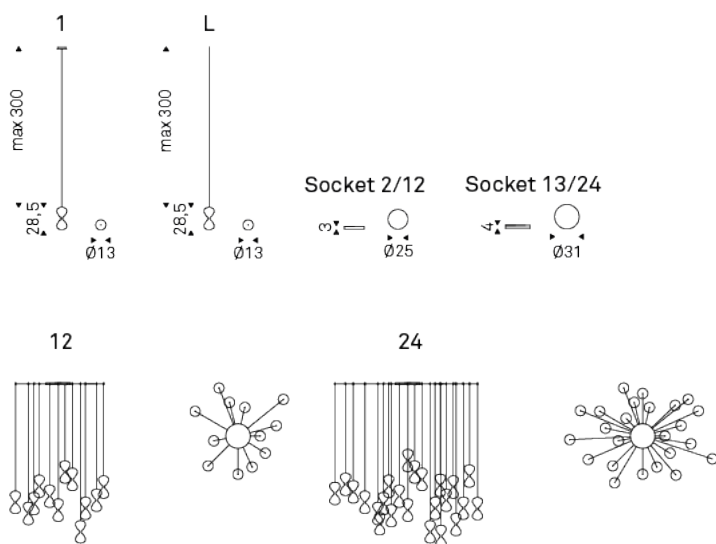 1
L
max 300
28,5
Ø13
max 300
28,5
Ø13
Socket 2/12
3
Ø25
Socket 13/24
4
Ø31
12
24